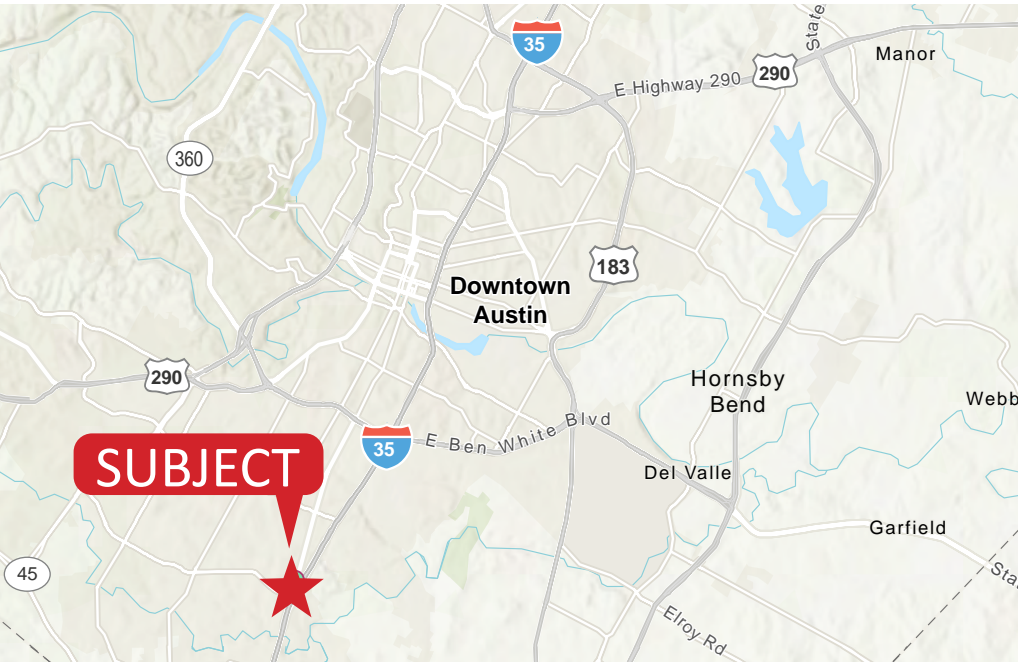 35
State
Manor
290
E Highway 290
360
183
Downtown
Austin
290
Hornsby
Bend
Webb
35
E Ben White Blvd
SUBJECT
Del Valle
Garfield
45
Sta
Elroy Rd